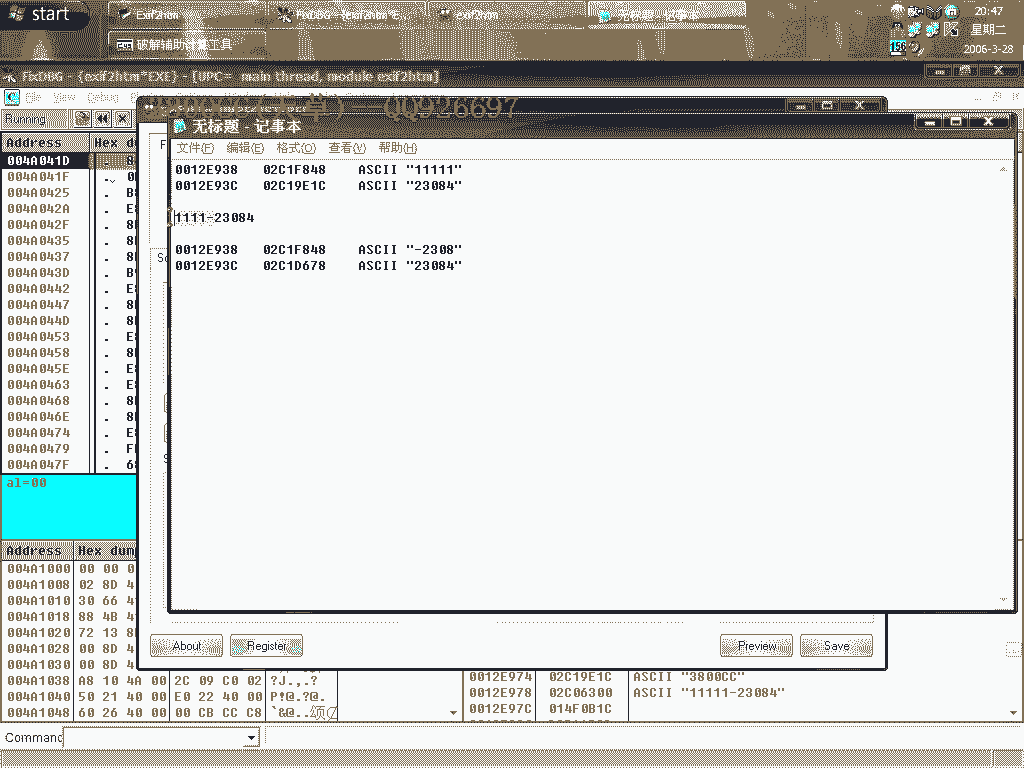 start
Exif2htm
FixDBG - {exif2htm*E...
exif2htm
无标题 - 记事本
20:47
破解辅助计算工具
星期二
156
2006-3-28
FixDBG - {exif2htm*EXE} - [UPC= main thread, module exif2htm]
File View Debug
QQ926697
Running
无标题 - 记事本
文件(F) 编辑(E) 格式(O) 查看(V) 帮助(H)
Address Hex du
0012E938 02C1F848 ASCII "11111"
0012E93C 02C19E1C ASCII "23084"
1111-23084
0012E938 02C1F848 ASCII "-2308"
0012E93C 02C1D678 ASCII "23084"
004A041D
004A041F
004A0425
004A042A
004A042F
004A0435
004A0437
004A043D
004A0442
004A0447
004A044D
004A0453
004A0458
004A045E
004A0463
004A0468
004A046E
004A0474
004A0479
004A047F
al=00
Address Hex dum
004A1000 00 00 0
004A1008 02 8D 4
004A1010 30 66 4
004A1018 88 4B 4
004A1020 72 13 8
004A1028 00 8D 4
004A1030 00 8D 4
About Register Preview Save
004A1038 A8 10 4A 00 2C 09 C0 02 ?J.,.?
004A1040 50 21 40 00 E0 22 40 00 P!@.?@.
004A1048 60 26 40 00 00 CB CC C8 `&@..颂
0012E974 02C19E1C ASCII "3800CC"
0012E978 02C06300 ASCII "11111-23084"
0012E97C 014F0B1C
Command